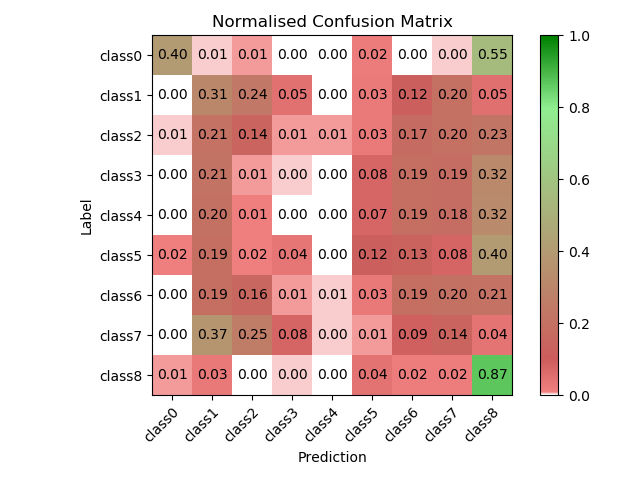 Normalised Confusion Matrix
class0 0.40 0.01 0.01 0.00 0.00 0.02 0.00 0.00 0.55
class1 0.00 0.31 0.24 0.05 0.00 0.03 0.12 0.20 0.05
class2 0.01 0.21 0.14 0.01 0.01 0.03 0.17 0.20 0.23
class3 0.00 0.21 0.01 0.00 0.00 0.08 0.19 0.19 0.32
class4 0.00 0.20 0.01 0.00 0.00 0.07 0.19 0.18 0.32
class5 0.02 0.19 0.02 0.04 0.00 0.12 0.13 0.08 0.40
class6 0.00 0.19 0.16 0.01 0.01 0.03 0.19 0.20 0.21
class7 0.00 0.37 0.25 0.08 0.00 0.01 0.09 0.14 0.04
class8 0.01 0.03 0.00 0.00 0.00 0.04 0.02 0.02 0.87
class0 class1 class2 class3 class4 class5 class6 class7 class8
Prediction
Label
1.0
0.8
0.6
0.4
0.2
0.0